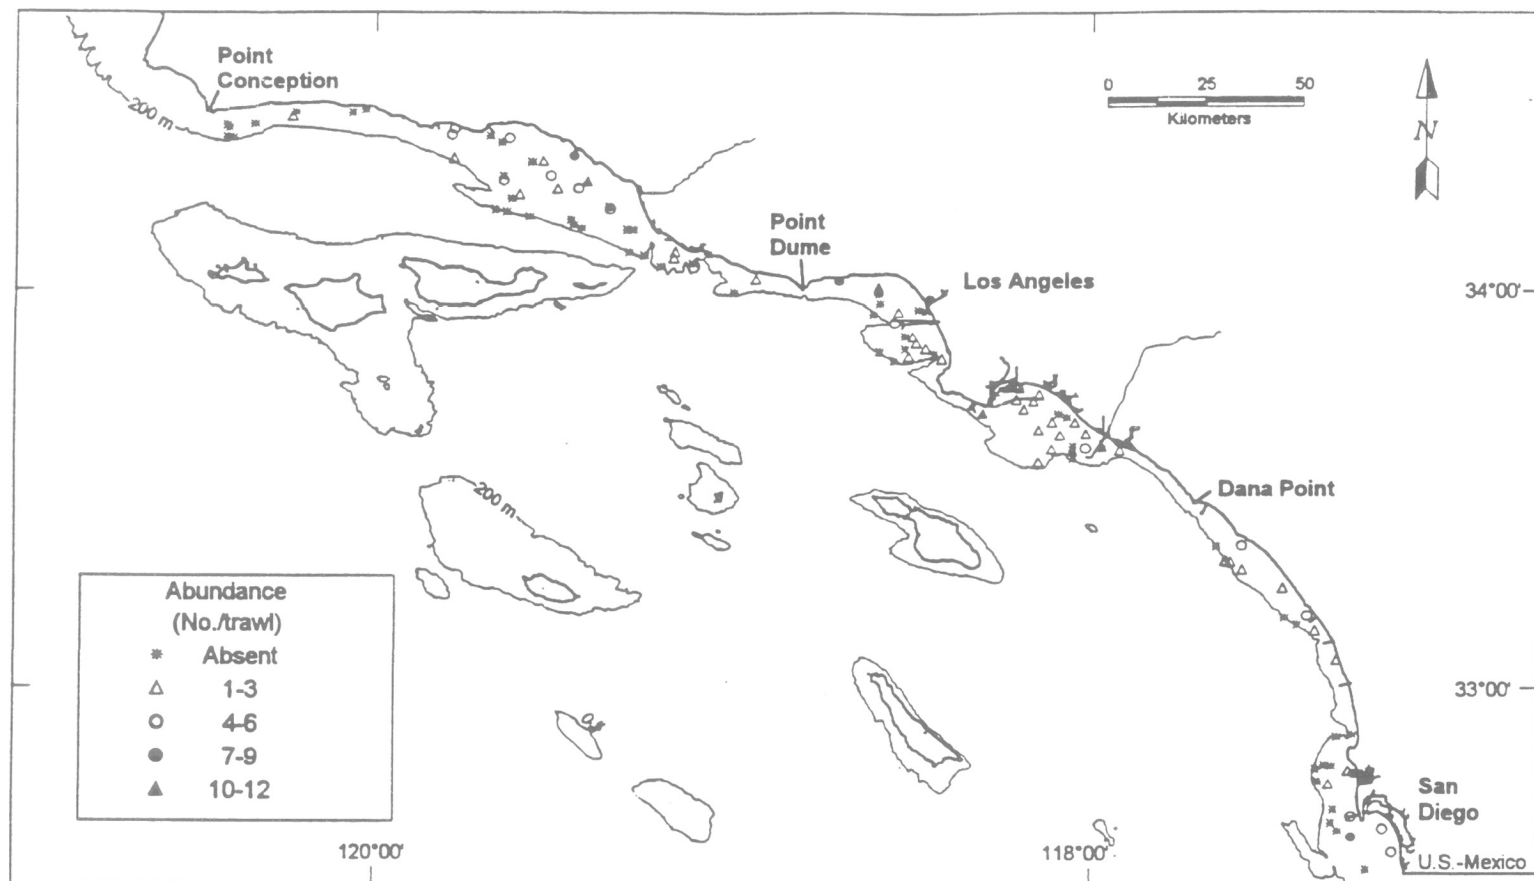 Point
Conception
200 m
0 25 50
Kilometers
N
Point
Dume
Los Angeles
34°00'
Dana Point
200 m
Abundance
(No./trawl)
Absent
1-3
4-6
7-9
10-12
33°00'
San
Diego
120°00'
118°00'
U.S.-Mexico